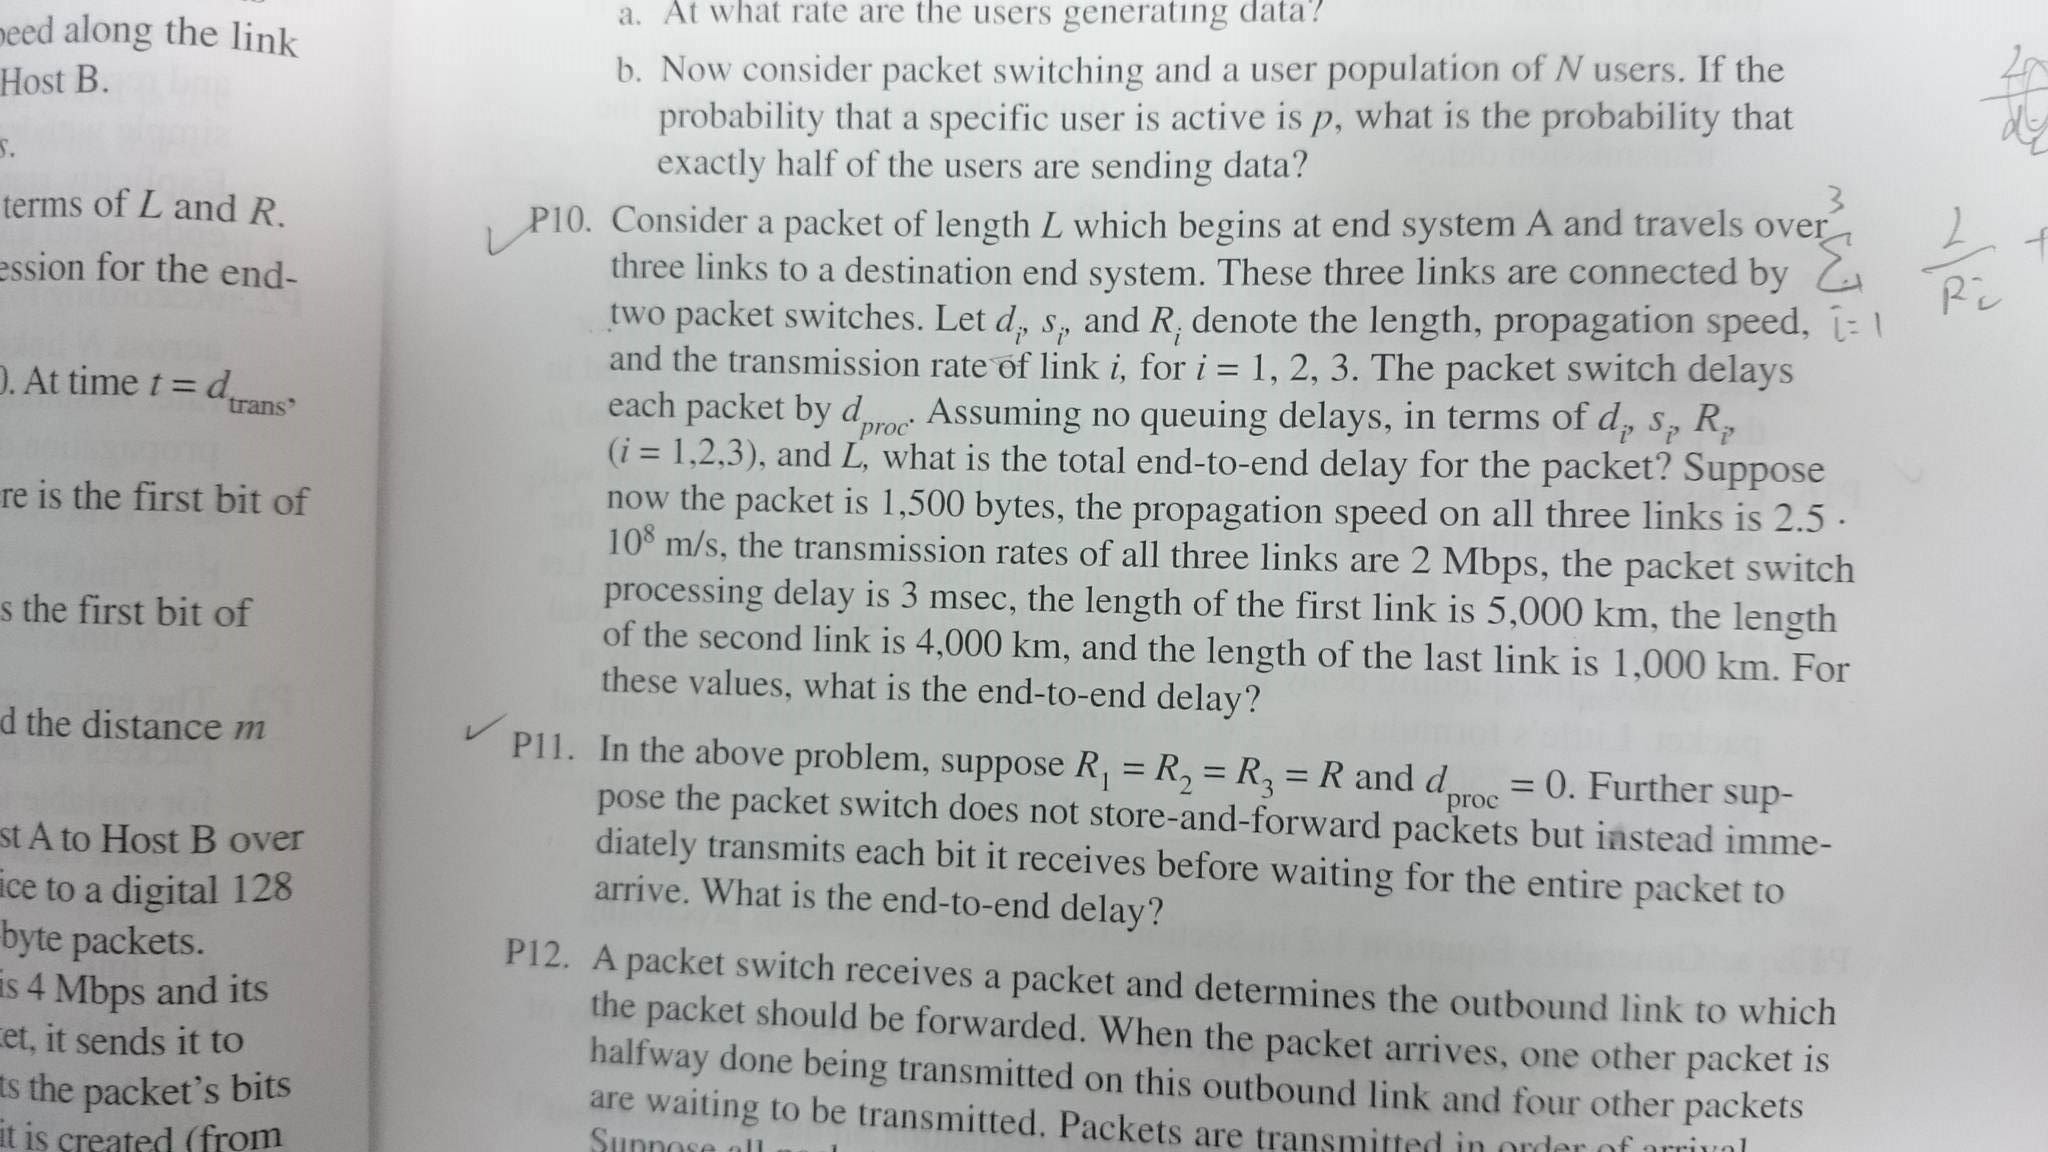 eed along the link
Host B.
s.
terms of L and R.
ession for the end-
). At time t = d_trans,
re is the first bit of
s the first bit of
d the distance m
st A to Host B over
ice to a digital 128
byte packets.
is 4 Mbps and its
et, it sends it to
ts the packet's bits
it is created (from
a. At what rate are the users generating data?
b. Now consider packet switching and a user population of N users. If the
probability that a specific user is active is p, what is the probability that
exactly half of the users are sending data?
P10. Consider a packet of length L which begins at end system A and travels over
three links to a destination end system. These three links are connected by
two packet switches. Let d_i, s_i, and R_i denote the length, propagation speed,
and the transmission rate of link i, for i = 1, 2, 3. The packet switch delays
each packet by d_proc. Assuming no queuing delays, in terms of d_i, s_i, R_i,
(i = 1,2,3), and L, what is the total end-to-end delay for the packet? Suppose
now the packet is 1,500 bytes, the propagation speed on all three links is 2.5 ·
10⁸ m/s, the transmission rates of all three links are 2 Mbps, the packet switch
processing delay is 3 msec, the length of the first link is 5,000 km, the length
of the second link is 4,000 km, and the length of the last link is 1,000 km. For
these values, what is the end-to-end delay?
P11. In the above problem, suppose R₁ = R₂ = R₃ = R and d_proc = 0. Further sup-
pose the packet switch does not store-and-forward packets but instead imme-
diately transmits each bit it receives before waiting for the entire packet to
arrive. What is the end-to-end delay?
P12. A packet switch receives a packet and determines the outbound link to which
the packet should be forwarded. When the packet arrives, one other packet is
halfway done being transmitted on this outbound link and four other packets
are waiting to be transmitted. Packets are transmitted in order of arrival.
Suppose all
3
Σ
i=1
L
Ri
+